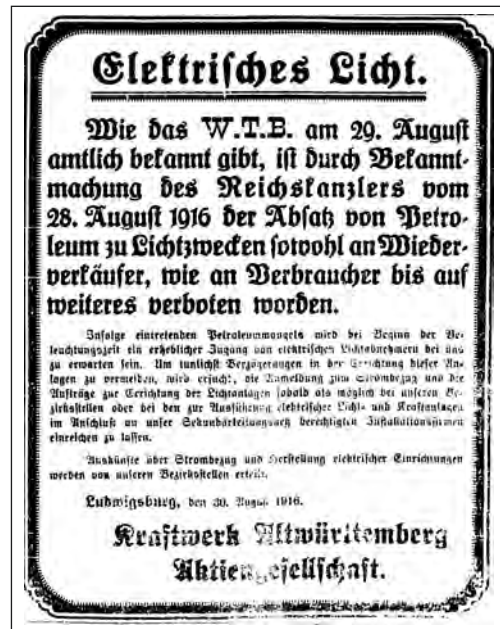 Elektrisches Licht.
Wie das W.T.B. am 29. August
amtlich bekannt gibt, ist durch Bekannt-
machung des Reichskanzlers vom
28. August 1916 der Absatz von Petro-
leum zu Lichtzwecken sowohl an Wieder-
verkäufer, wie an Verbraucher bis auf
weiteres verboten worden.
Infolge eintretenden Petroleummangels wird bei Beginn der Be-
leuchtungszeit ein erheblicher Zugang von elektrischen Lichtabnehmern bei uns
zu erwarten sein. Um tunlichst Verzögerungen in der Errichtung dieser An-
lagen zu vermeiden, wird ersucht, die Anmeldung zum Strombezug und die
Aufträge zur Errichtung der Lichtanlagen sobald als möglich bei unseren Be-
zirksstellen oder bei den zur Ausführung elektrischer Licht- und Kraftanlagen
im Anschluß an unser Sekundärleitungsnetz berechtigten Installationsfirmen
einreichen zu lassen.
Auskünfte über Strombezug und Herstellung elektrischer Einrichtungen
werden von unseren Bezirksstellen erteilt.
Ludwigsburg, den 30. August 1916.
Kraftwerk Altwürttemberg
Aktiengesellschaft.